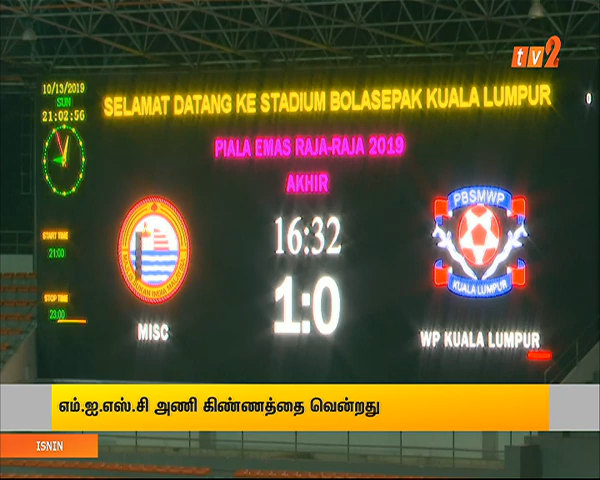 tv2
10/13/2019
SUN
21:02:56
SELAMAT DATANG KE STADIUM BOLASEPAK KUALA LUMPUR
0
PIALA EMAS RAJA-RAJA 2019
AKHIR
START TIME
21:00
STOP TIME
23:00
16:32
1:0
PBSMWP
KUALA LUMPUR
MISC
WP KUALA LUMPUR
எம்.ஐ.எஸ்.சி அணி கிண்ணத்தை வென்றது
ISNIN
2